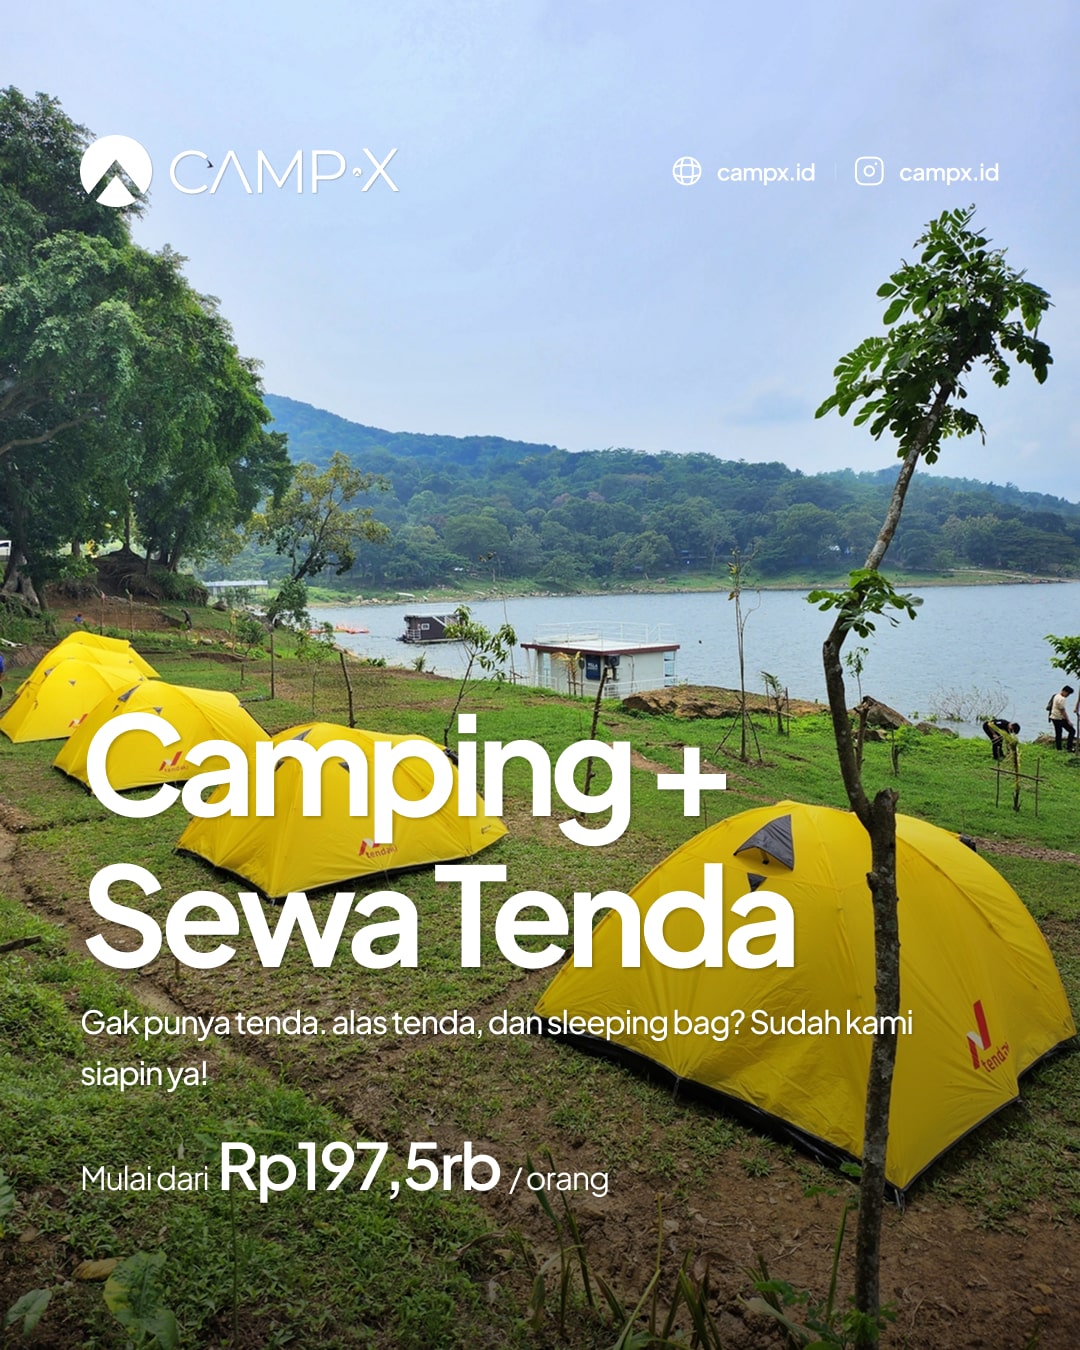 CAMP X
campx.id
campx.id
Camping +
Sewa Tenda
Gak punya tenda. alas tenda, dan sleeping bag? Sudah kami
siapin ya!
Mulai dari Rp197,5rb / orang
tendaki